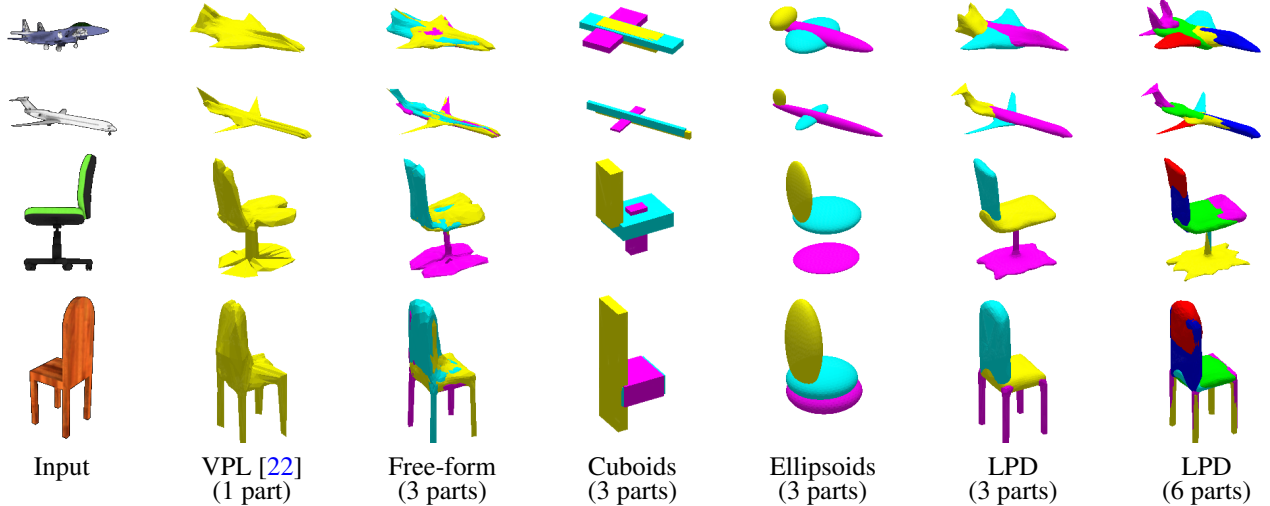 Input
VPL [22]
(1 part)
Free-form
(3 parts)
Cuboids
(3 parts)
Ellipsoids
(3 parts)
LPD
(3 parts)
LPD
(6 parts)